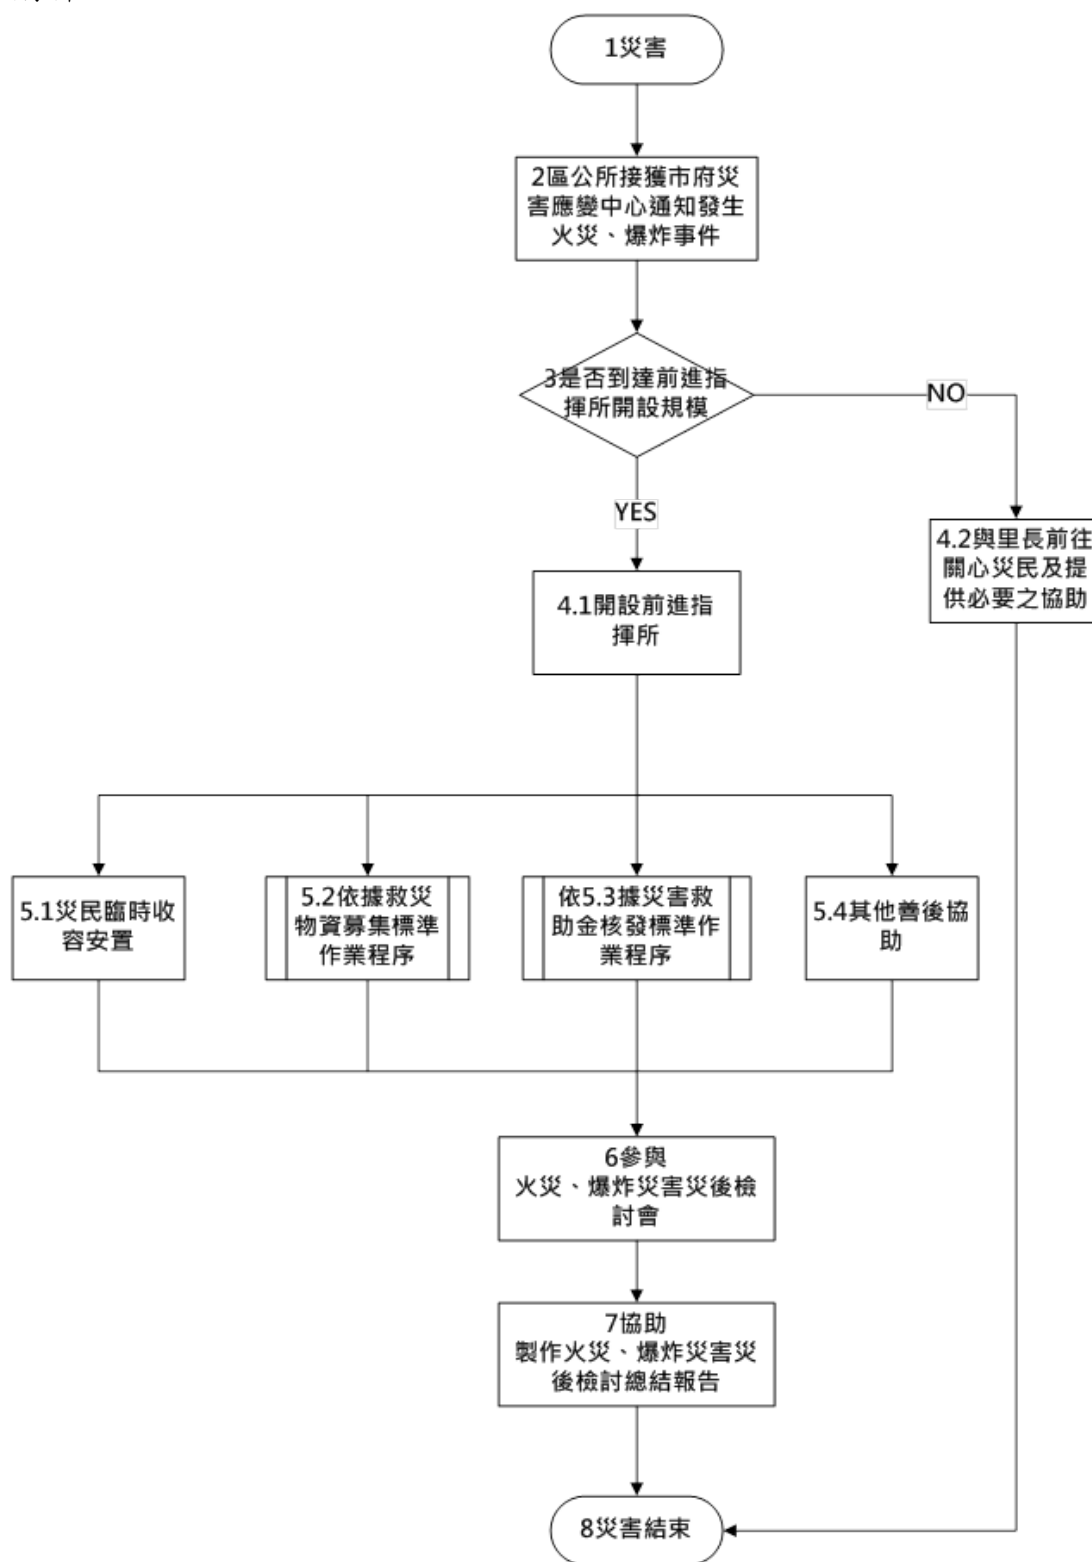 1災害
2區公所接獲市府災
害應變中心通知發生
火災、爆炸事件
3是否到達前進指
揮所開設規模
NO
YES
4.2與里長前往
關心災民及提
供必要之協助
4.1開設前進指
揮所
5.1災民臨時收
容安置
5.2依據救災
物資募集標準
作業程序
依5.3據災害救
助金核發標準作
業程序
5.4其他善後協
助
6參與
火災、爆炸災害災後檢
討會
7協助
製作火災、爆炸災害災
後檢討總結報告
8災害結束